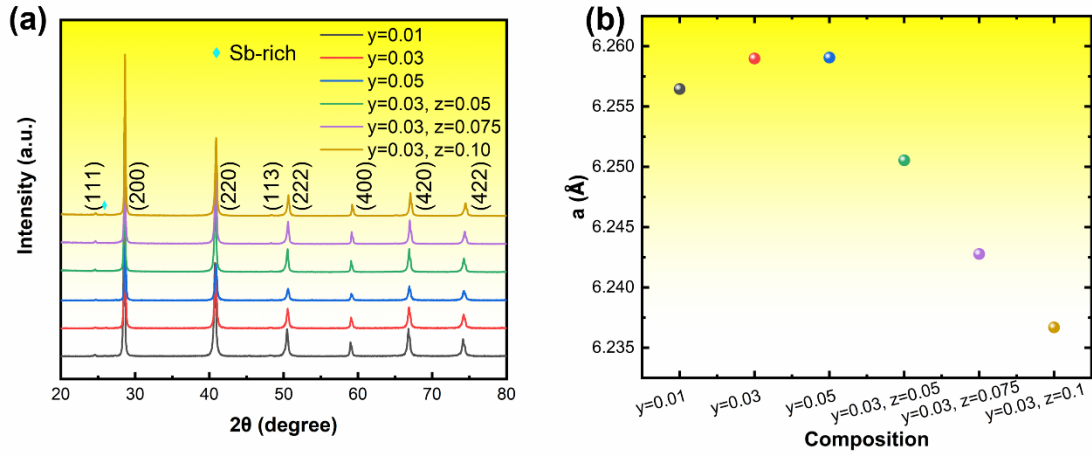 (a)
Sb-rich
y=0.01
y=0.03
y=0.05
y=0.03, z=0.05
y=0.03, z=0.075
y=0.03, z=0.10
(111)
(200)
(220)
(113)
(222)
(400)
(420)
(422)
Intensity (a.u.)
20 30 40 50 60 70 80
2θ (degree)
(b)
6.260
6.255
6.250
6.245
6.240
6.235
a (Å)
y=0.01
y=0.03
y=0.05
y=0.03, z=0.05
y=0.03, z=0.075
y=0.03, z=0.1
Composition